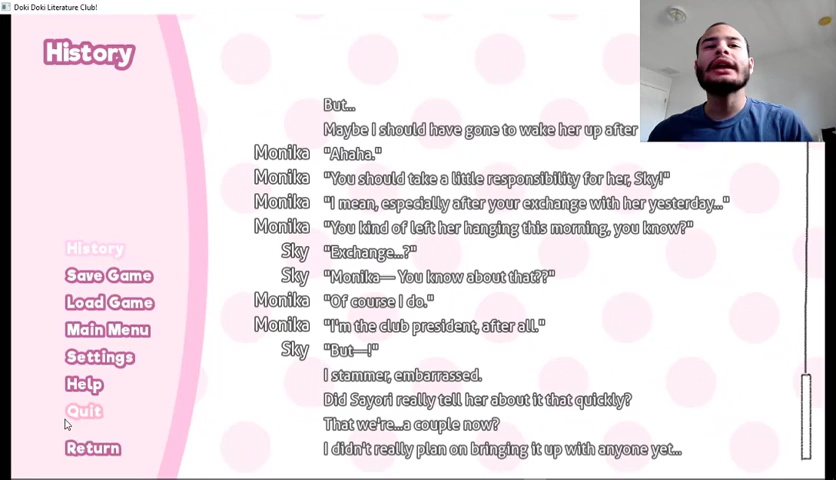 Doki Doki Literature Club!
History
But...
Maybe I should have gone to wake her up after
Monika "Ahaha."
Monika "You should take a little responsibility for her, Sky!"
Monika "I mean, especially after your exchange with her yesterday..."
Monika "You kind of left her hanging this morning, you know?"
Sky "Exchange...?"
Sky "Monika— You know about that??"
Monika "Of course I do."
Monika "I'm the club president, after all."
Sky "But—!"
I stammer, embarrassed.
Did Sayori really tell her about it that quickly?
That we're...a couple now?
I didn't really plan on bringing it up with anyone yet...
History
Save Game
Load Game
Main Menu
Settings
Help
Quit
Return